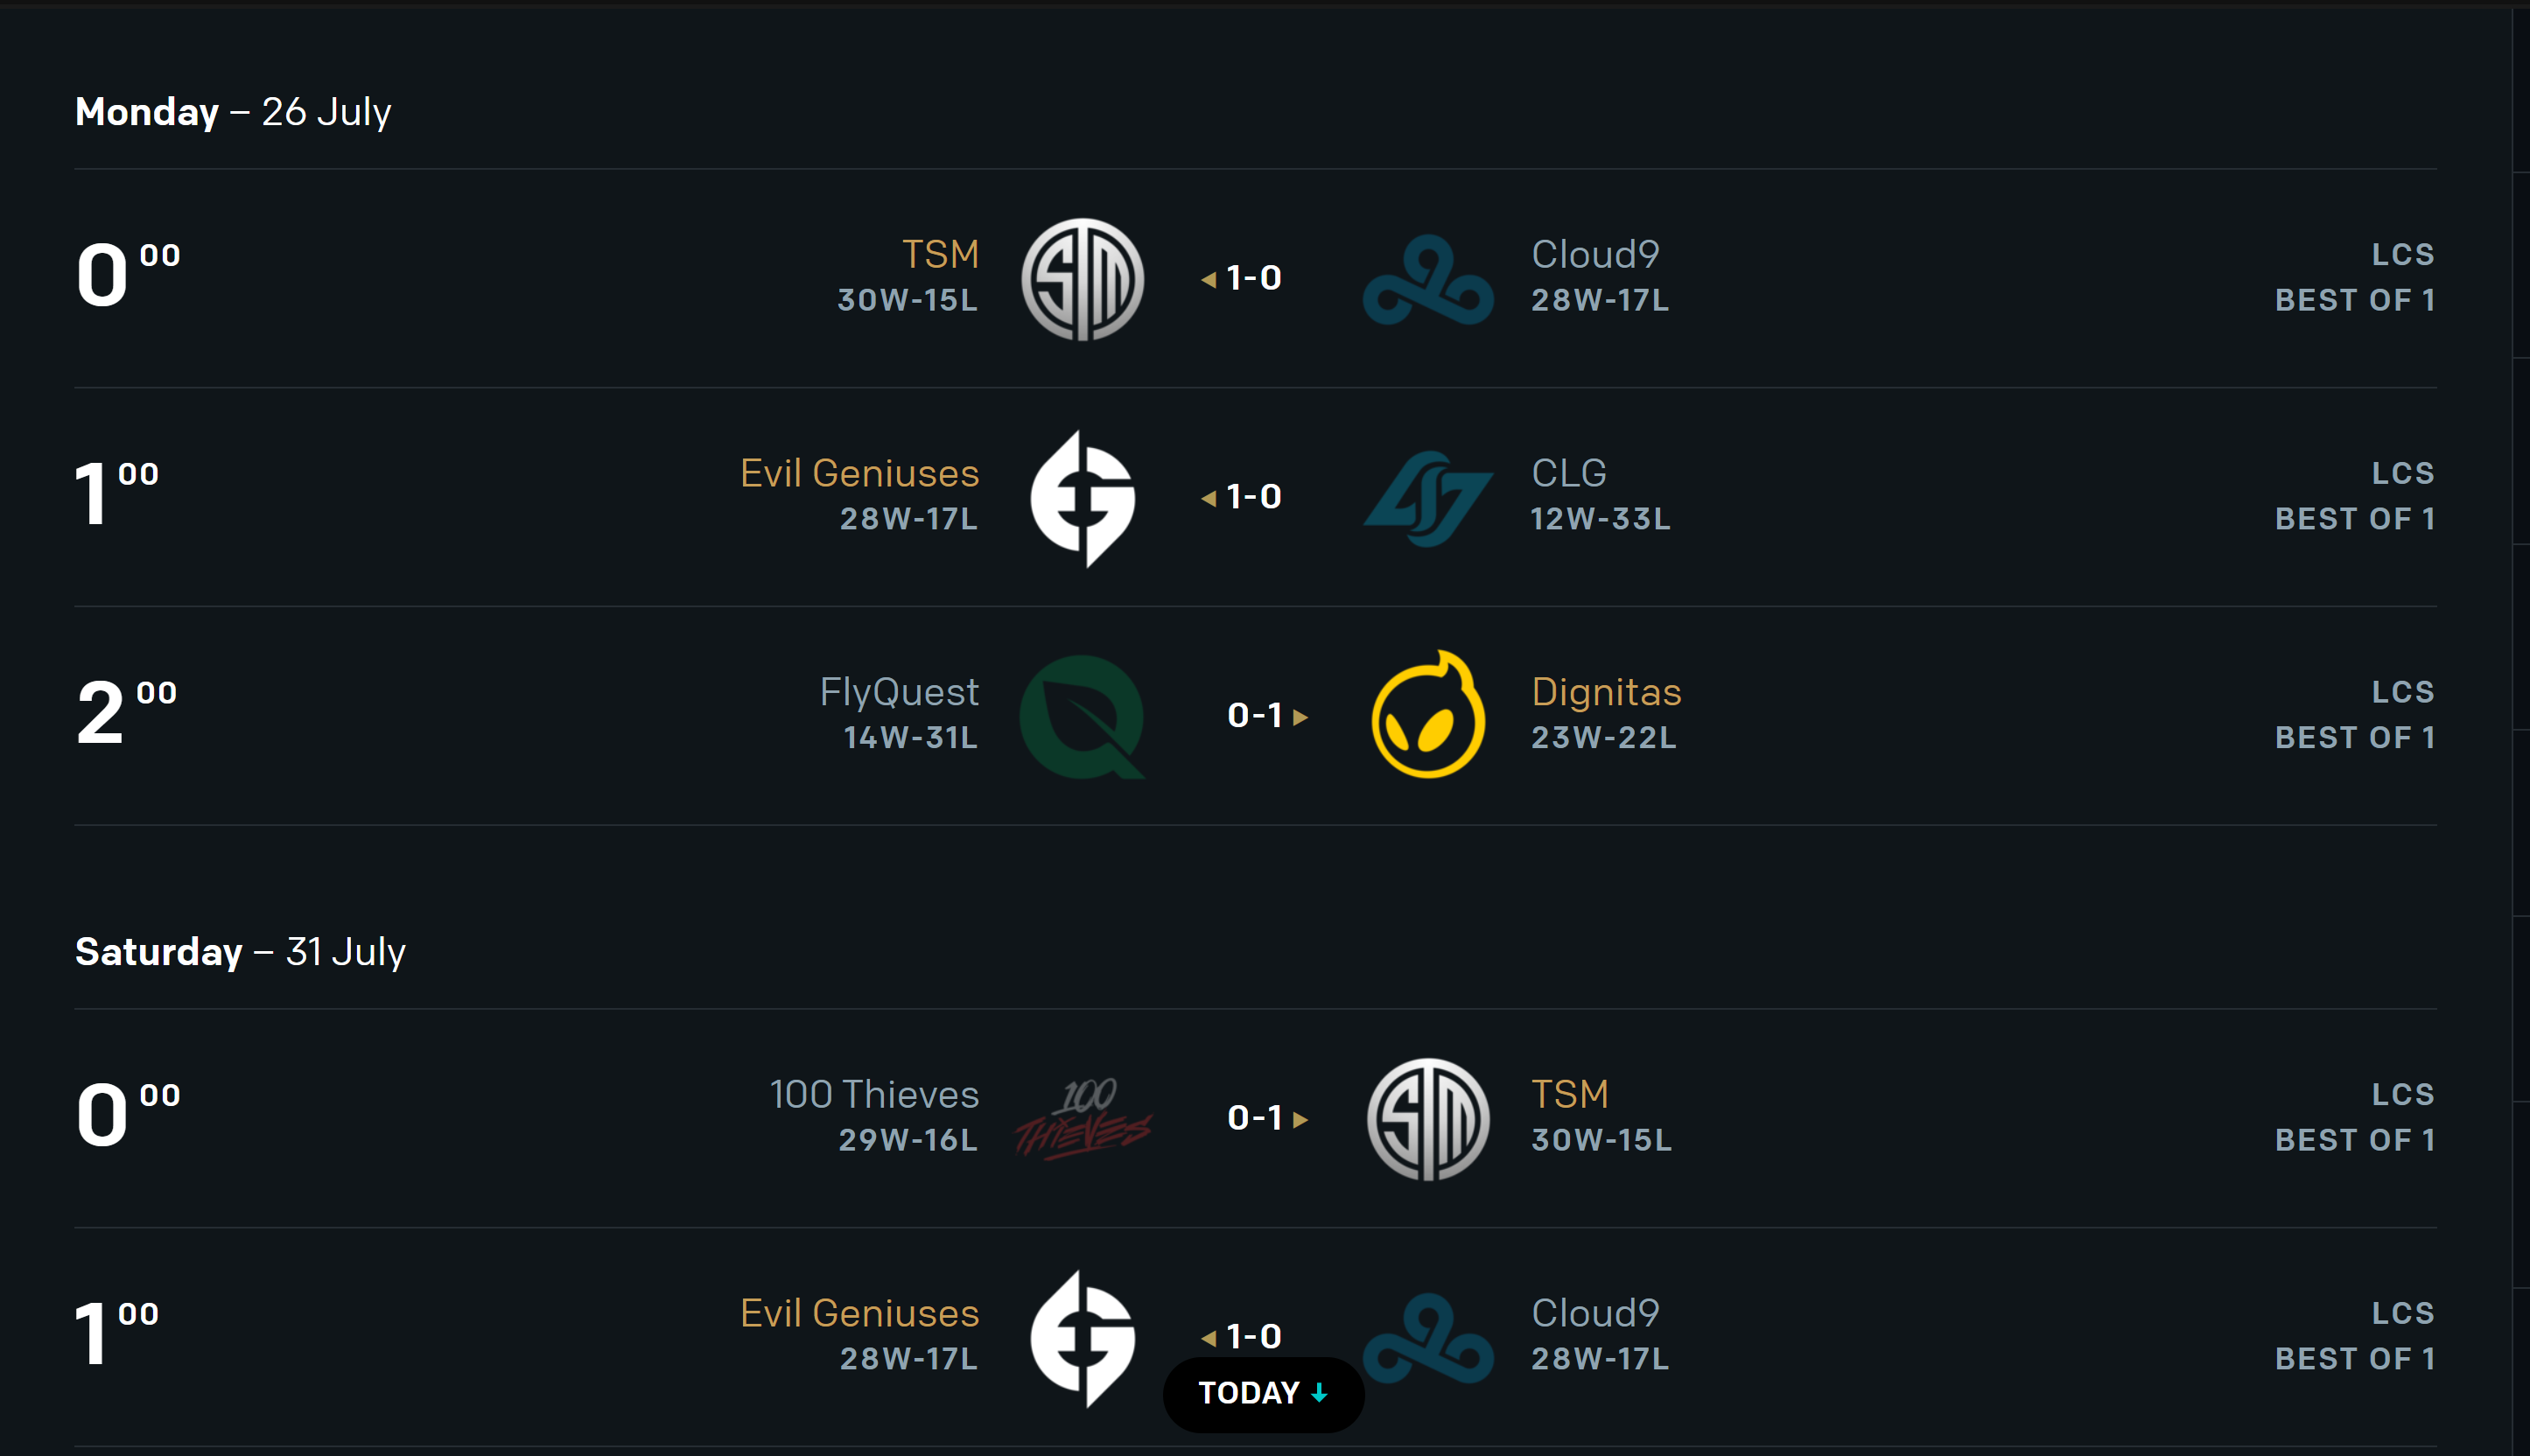 Monday – 26 July
0 00
TSM
30W-15L
1-0
Cloud9
28W-17L
LCS
BEST OF 1
1 00
Evil Geniuses
28W-17L
1-0
CLG
12W-33L
LCS
BEST OF 1
2 00
FlyQuest
14W-31L
0-1
Dignitas
23W-22L
LCS
BEST OF 1
Saturday – 31 July
0 00
100 Thieves
29W-16L
100
THIEVES
0-1
TSM
30W-15L
LCS
BEST OF 1
1 00
Evil Geniuses
28W-17L
1-0
Cloud9
28W-17L
LCS
BEST OF 1
TODAY